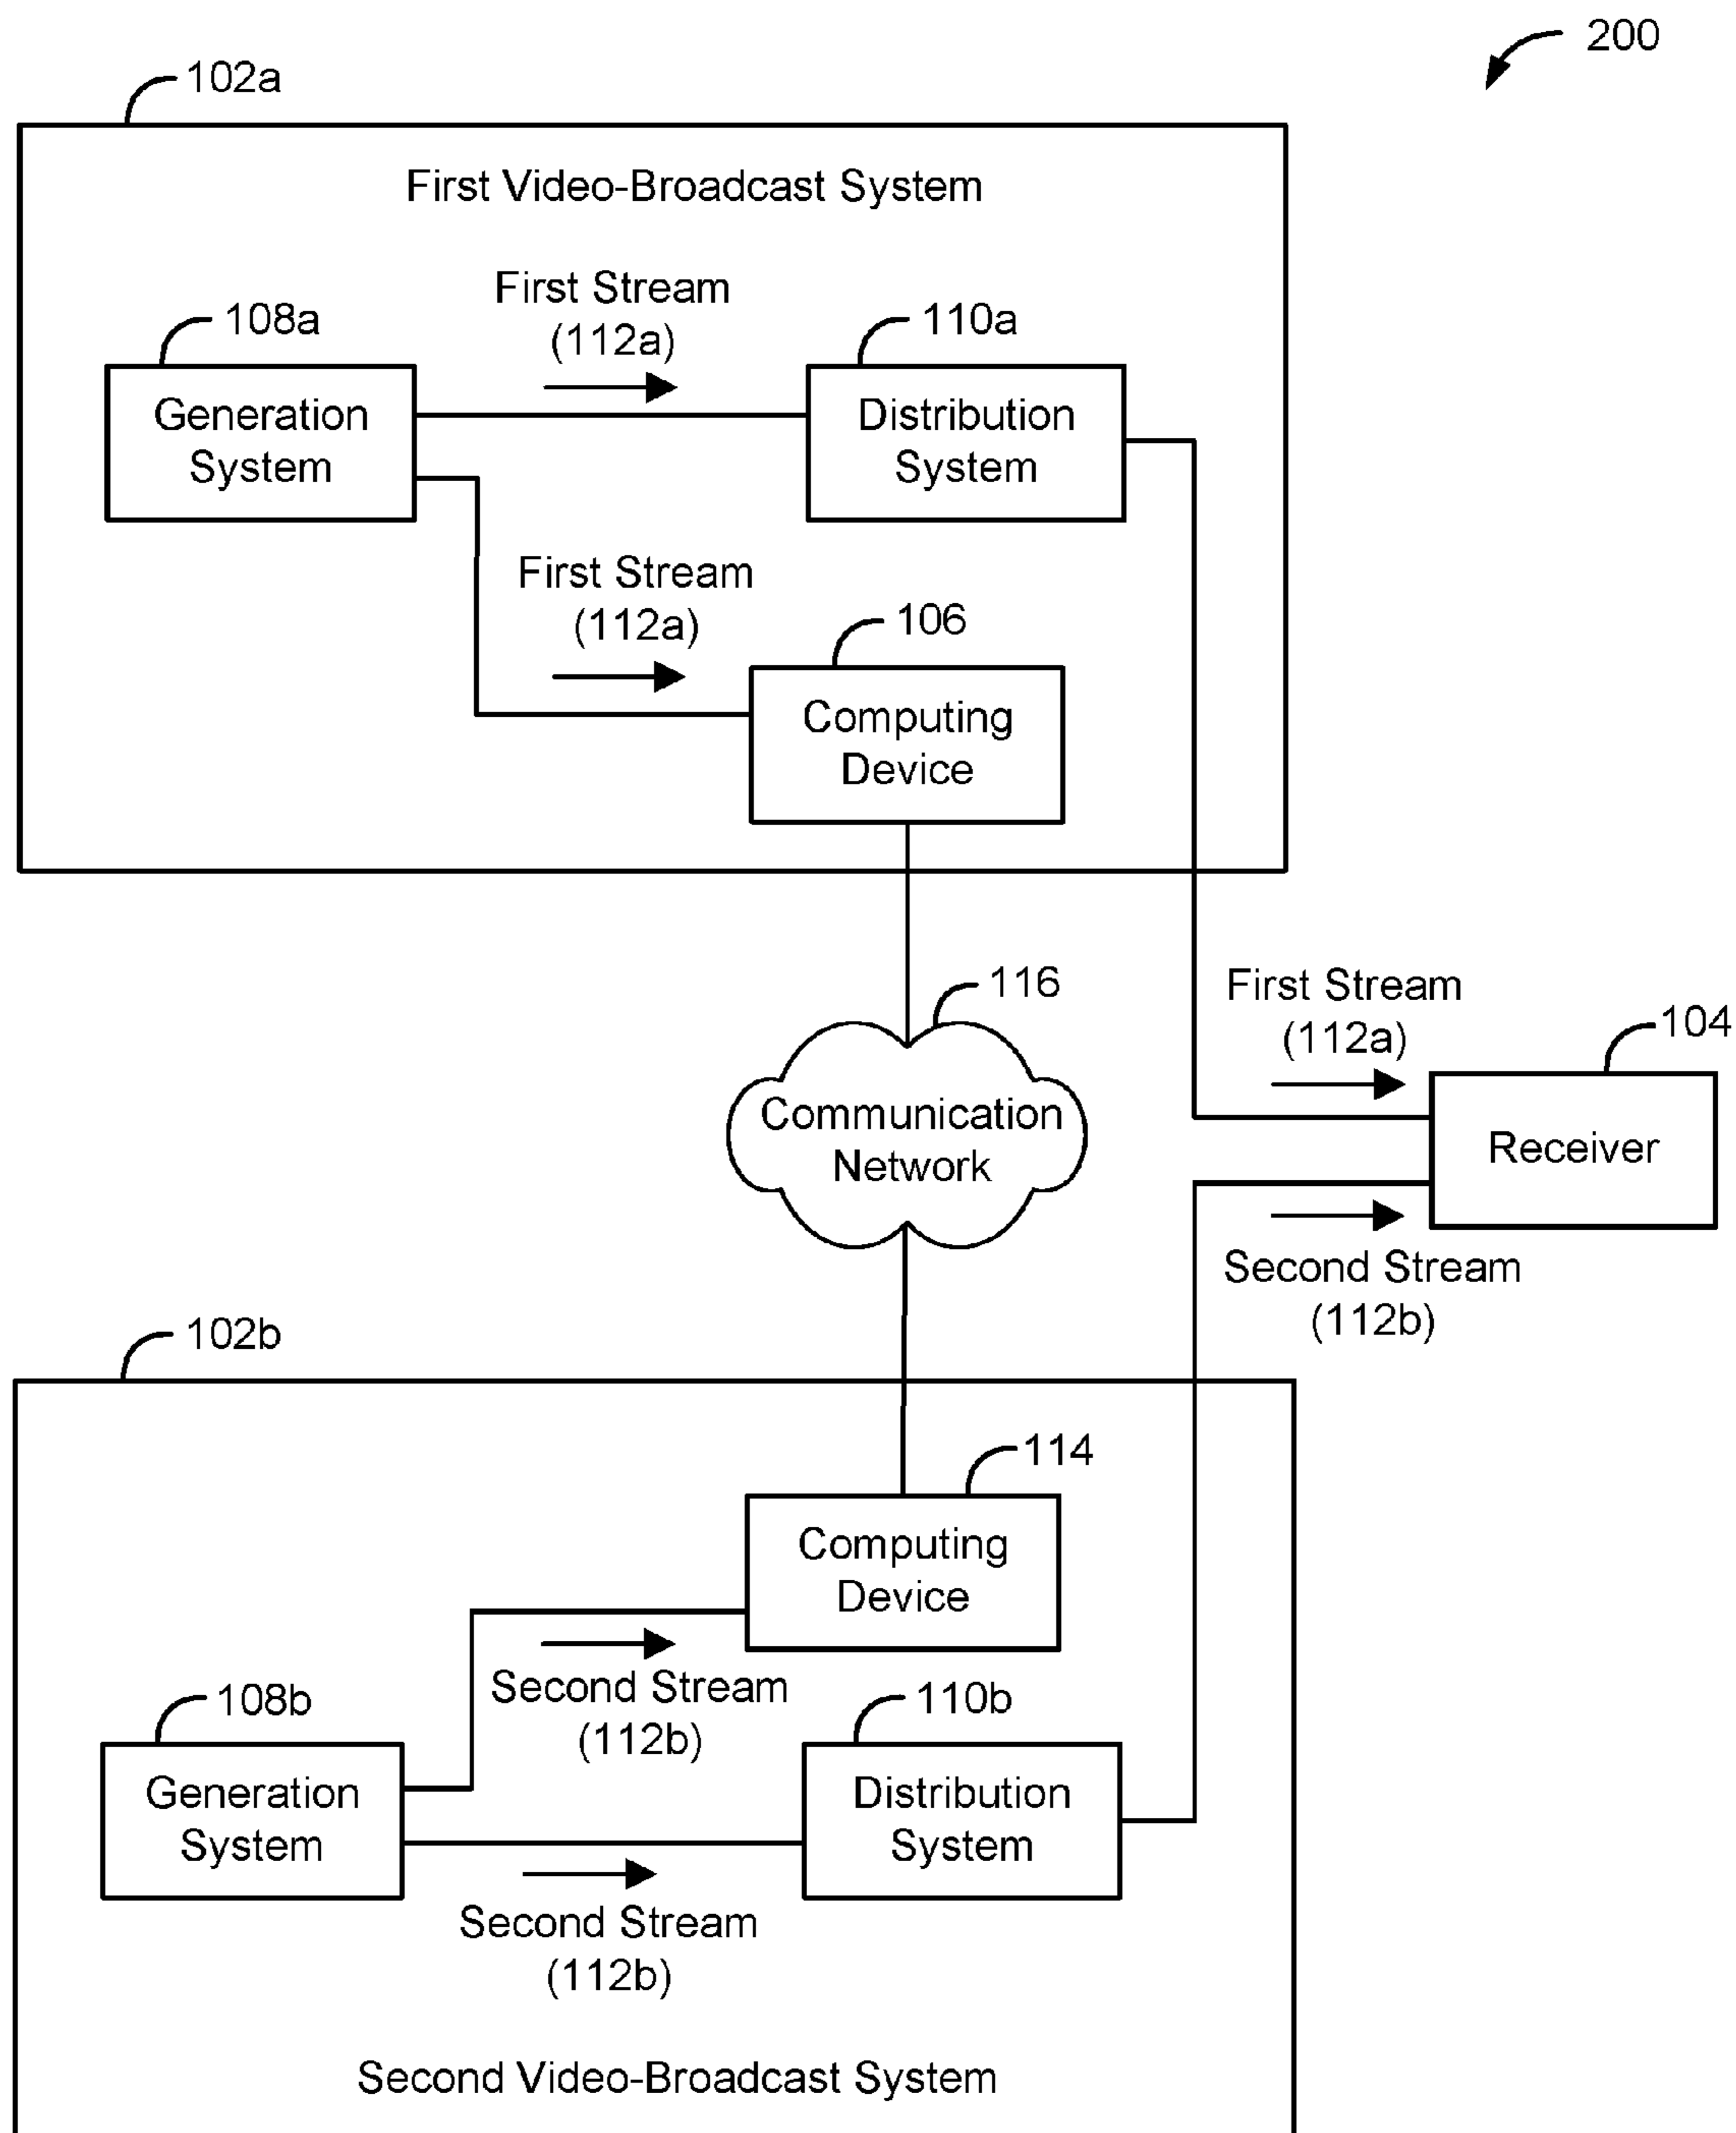 200
102a
First Video-Broadcast System
First Stream
(112a)
108a
110a
Generation
System
Distribution
System
First Stream
(112a)
106
Computing
Device
116
First Stream
(112a)
104
Communication
Network
Receiver
Second Stream
(112b)
102b
114
Computing
Device
Second Stream
(112b)
108b
110b
Generation
System
Distribution
System
Second Stream
(112b)
Second Video-Broadcast System